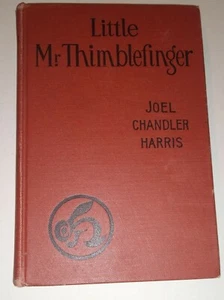 Little
Mr Thimblefinger
JOEL
CHANDLER
HARRIS